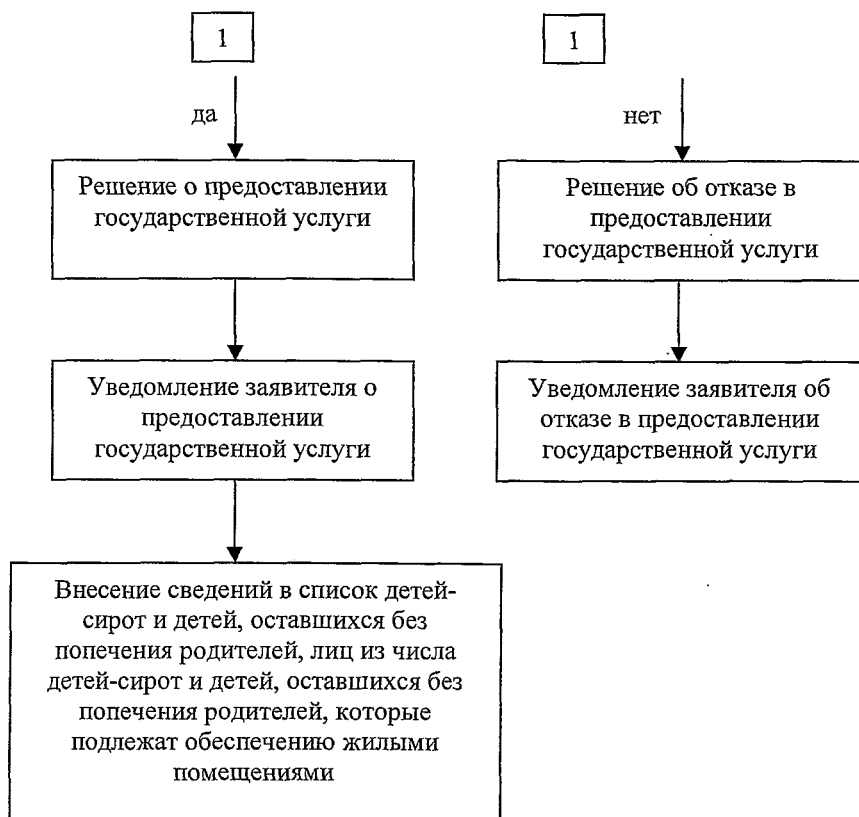 1
да
Решение о предоставлении
государственной услуги
Уведомление заявителя о
предоставлении
государственной услуги
Внесение сведений в список детей-
сирот и детей, оставшихся без
попечения родителей, лиц из числа
детей-сирот и детей, оставшихся без
попечения родителей, которые
подлежат обеспечению жилыми
помещениями
1
нет
Решение об отказе в
предоставлении
государственной услуги
Уведомление заявителя об
отказе в предоставлении
государственной услуги